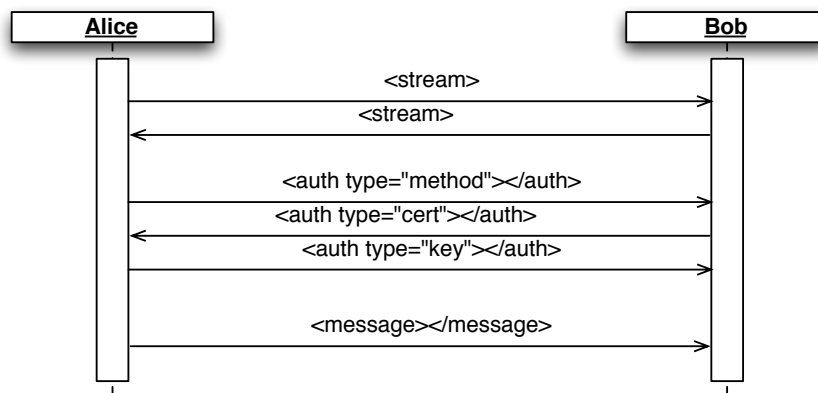 Alice
Bob
<stream>
<stream>
<auth type="method"></auth>
<auth type="cert"></auth>
<auth type="key"></auth>
<message></message>